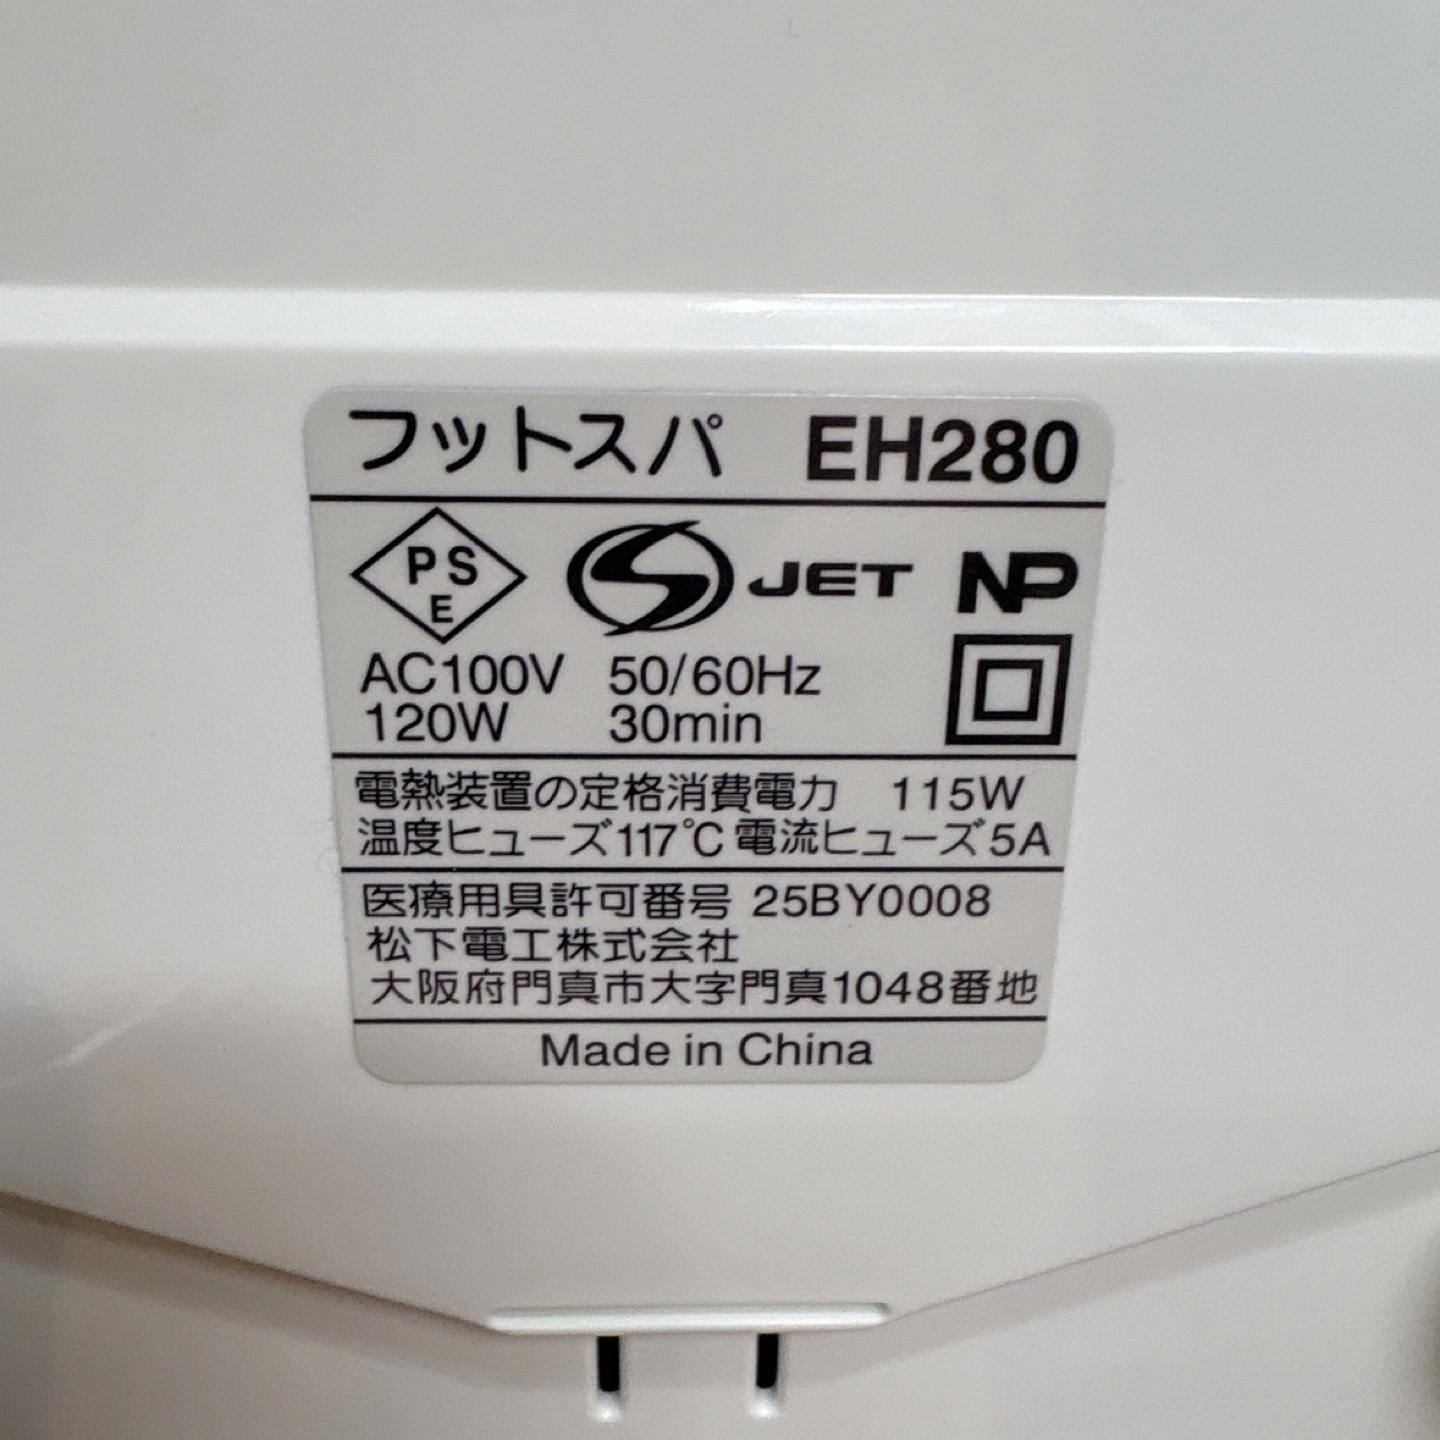 フットスパ EH280
PSE JET NP
AC100V 50/60Hz
120W 30min
電熱装置の定格消費電力 115W
温度ヒューズ117℃ 電流ヒューズ5A
医療用具許可番号 25BY0008
松下電工株式会社
大阪府門真市大字門真1048番地
Made in China